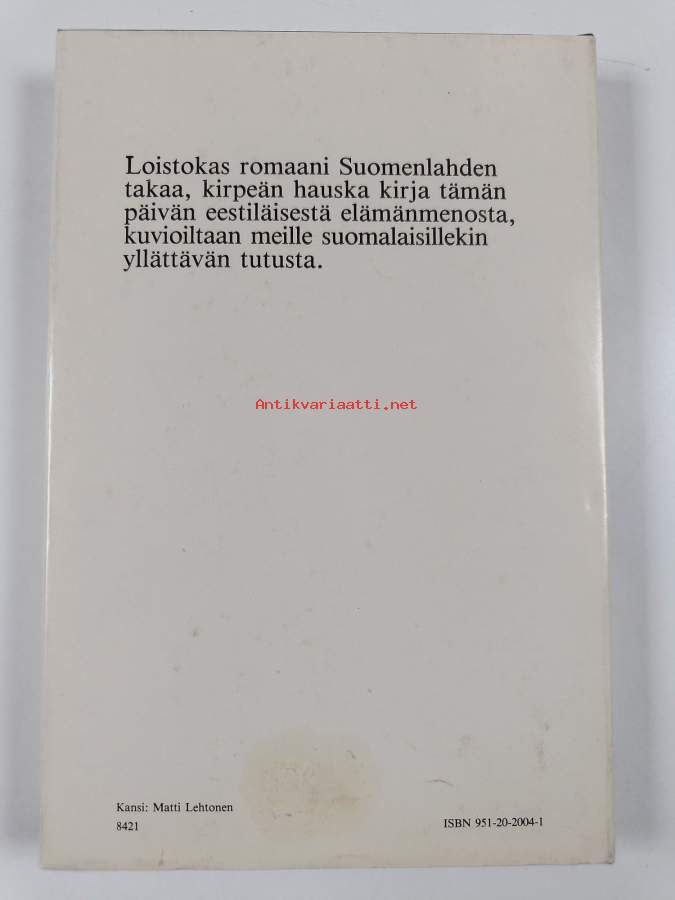 Loistokas romaani Suomenlahden
takaa, kirpeän hauska kirja tämän
päivän eestiläisestä elämänmenosta,
kuvioiltaan meille suomalaisillekin
yllättävän tutusta.
Antikvariaatti.net
Kansi: Matti Lehtonen
8421
ISBN 951-20-2004-1